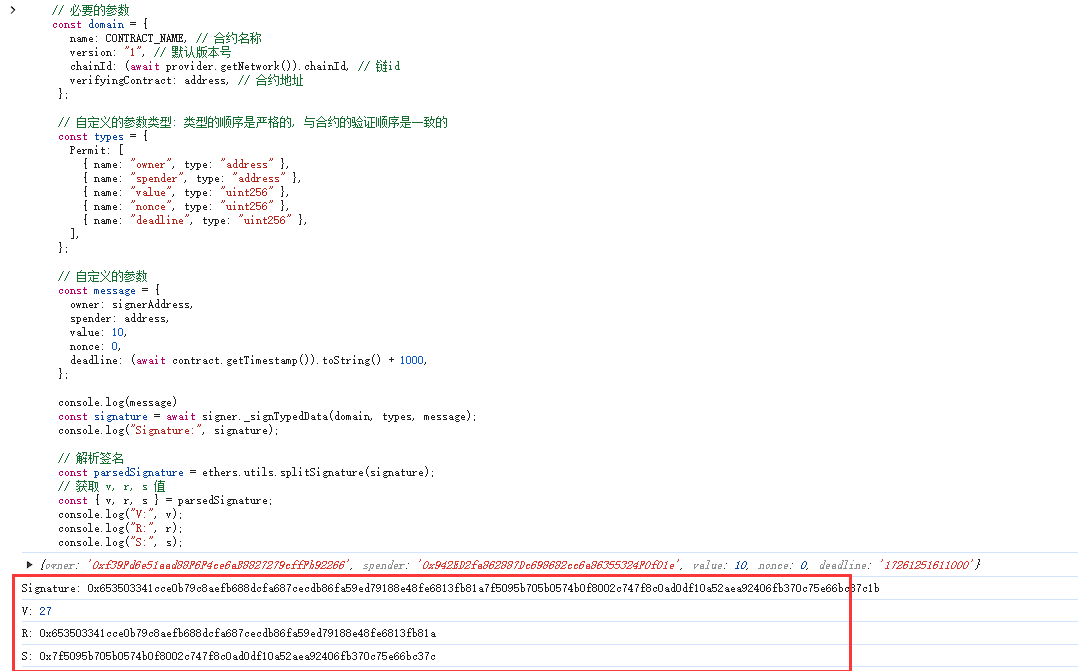 // 必要的参数
const domain = {
name: CONTRACT_NAME, // 合约名称
version: "1", // 默认版本号
chainId: (await provider.getNetwork()).chainId, // 链id
verifyingContract: address, // 合约地址
};
// 自定义的参数类型: 类型的顺序是严格的, 与合约的验证顺序是一致的
const types = {
Permit: [
{ name: "owner", type: "address" },
{ name: "spender", type: "address" },
{ name: "value", type: "uint256" },
{ name: "nonce", type: "uint256" },
{ name: "deadline", type: "uint256" },
],
};
// 自定义的参数
const message = {
owner: signerAddress,
spender: address,
value: 10,
nonce: 0,
deadline: (await contract.getTimestamp()).toString() + 1000,
};
console.log(message)
const signature = await signer._signTypedData(domain, types, message);
console.log("Signature:", signature);
// 解析签名
const parsedSignature = ethers.utils.splitSignature(signature);
// 获取 v, r, s 值
const { v, r, s } = parsedSignature;
console.log("V:", v);
console.log("R:", r);
console.log("S:", s);
{owner: '0xf39Fd6e51aad88F6F4ce6aB8827279cffFb92266', spender: '0x942ED2fa862887Dc698682cc6a86355324F0f01e', value: 10, nonce: 0, deadline: '17261251611000'}
Signature: 0x653503341cce0b79c8aefb688dcfa687cecdb86fa59ed79188e48fe6813fb81a7f5095b705b0574b0f8002c747f8c0ad0df10a52aea92406fb370c75e66bc37c1b
V: 27
R: 0x653503341cce0b79c8aefb688dcfa687cecdb86fa59ed79188e48fe6813fb81a
S: 0x7f5095b705b0574b0f8002c747f8c0ad0df10a52aea92406fb370c75e66bc37c